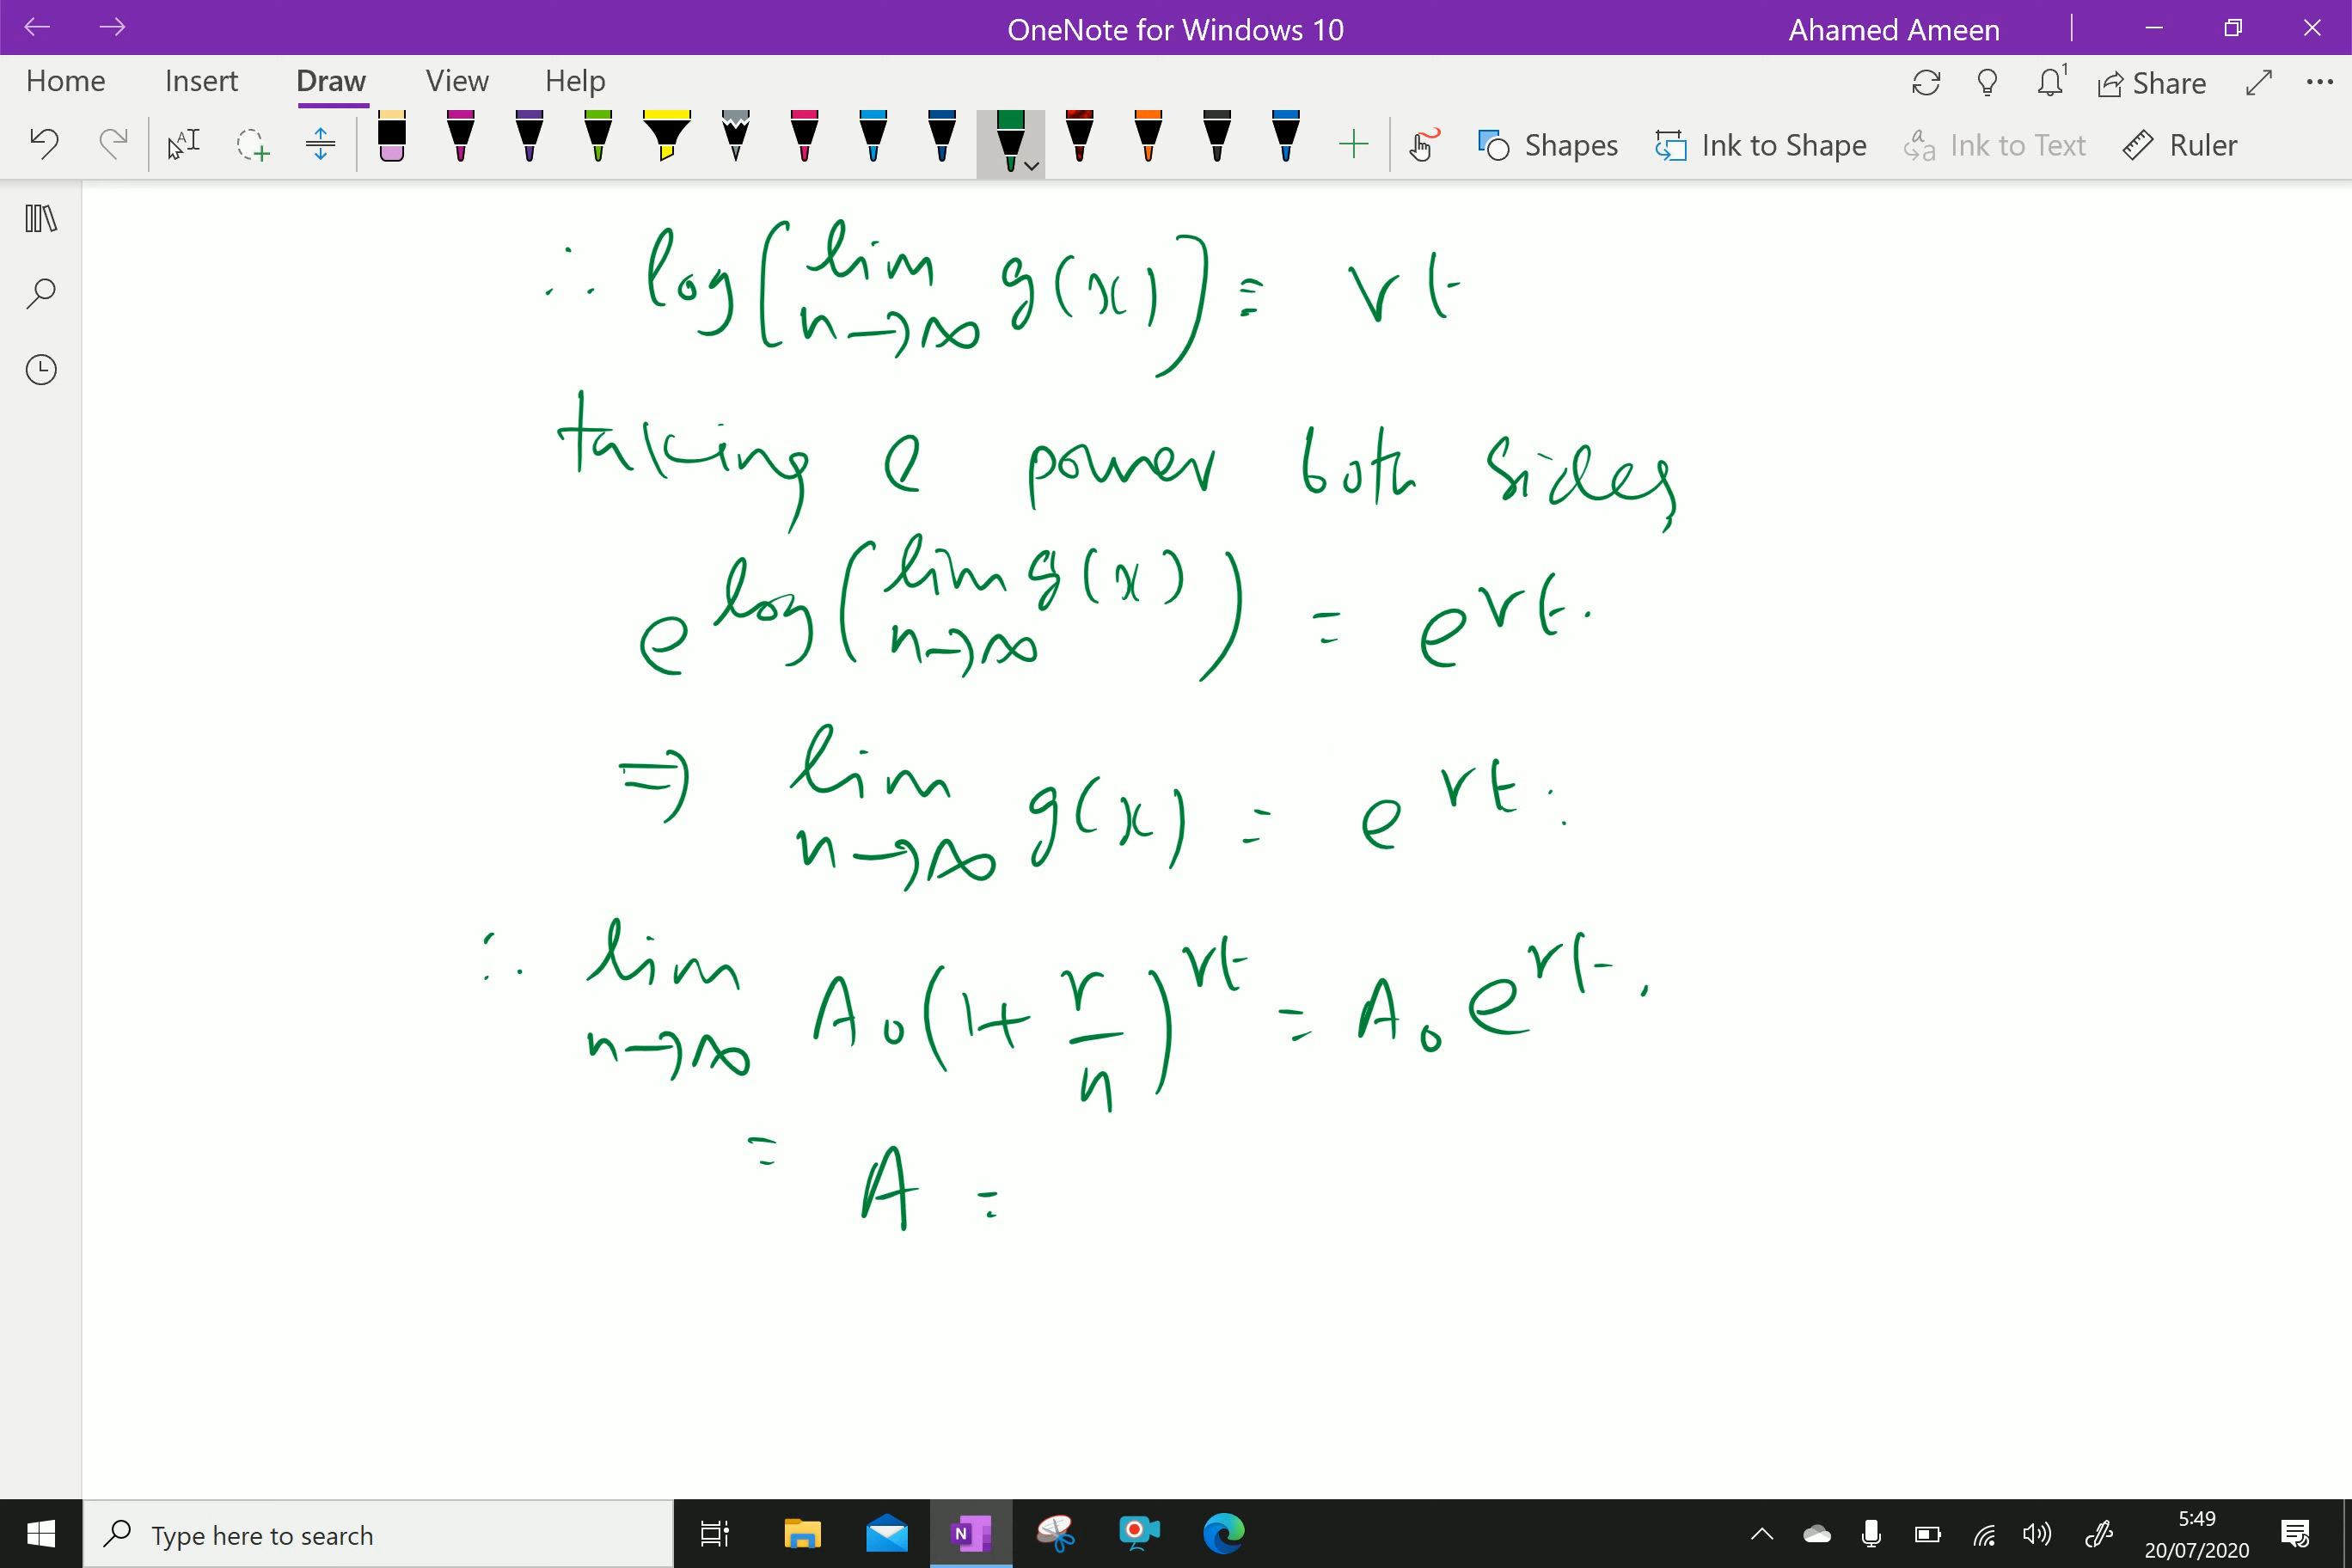 OneNote for Windows 10 Ahamed Ameen
Home Insert Draw View Help 1 Share
Shapes Ink to Shape Ink to Text Ruler
∴ log[lim n→∞ g(x)] = rt
taking e power both sides,
e^log(lim n→∞ g(x)) = e^rt.
⇒ lim n→∞ g(x) = e^rt.
∴ lim n→∞ A₀(1+r/n)^rt = A₀e^rt.
= A =
Type here to search
5:49
20/07/2020